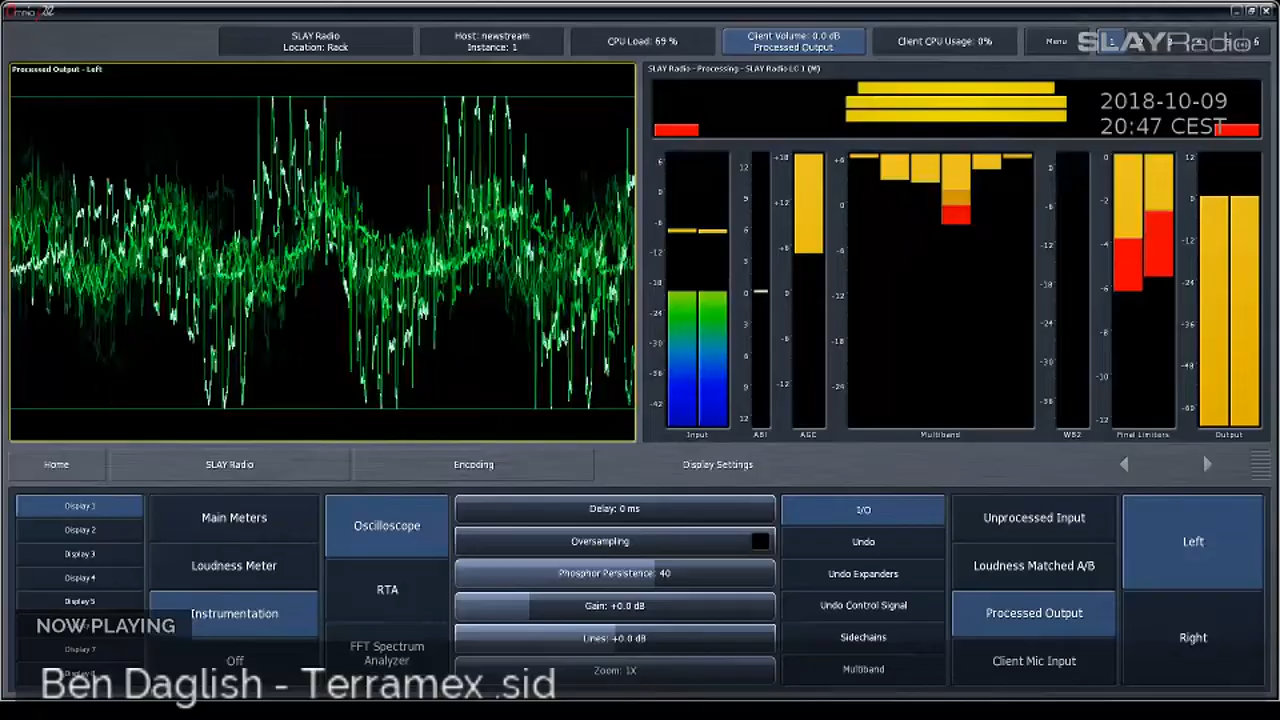 SLAY Radio
Location: Rack
Host: newstream
Instance: 1
CPU Load: 69 %
Client Volume: 0.0 dB
Processed Output
Client CPU Usage: 0%
Menu
SLAYRadio
Processed Output - Left
SLAY Radio - Processing - SLAY Radio LC 1 (M)
2018-10-09
20:47 CEST
Input
ABI
AGC
Multiband
WB2
Final Limiters
Output
Home
SLAY Radio
Encoding
Display Settings
Display 1
Display 2
Display 3
Display 4
Display 5
Main Meters
Loudness Meter
Instrumentation
Off
Oscilloscope
RTA
FFT Spectrum
Analyzer
Delay: 0 ms
Oversampling
Phosphor Persistence: 40
Gain: +0.0 dB
Lines: +0.0 dB
Zoom: 1X
I/O
Undo
Undo Expanders
Undo Control Signal
Sidechains
Multiband
Unprocessed Input
Loudness Matched A/B
Processed Output
Client Mic Input
Left
Right
NOW PLAYING
Display 7
Ben Daglish - Terramex .sid